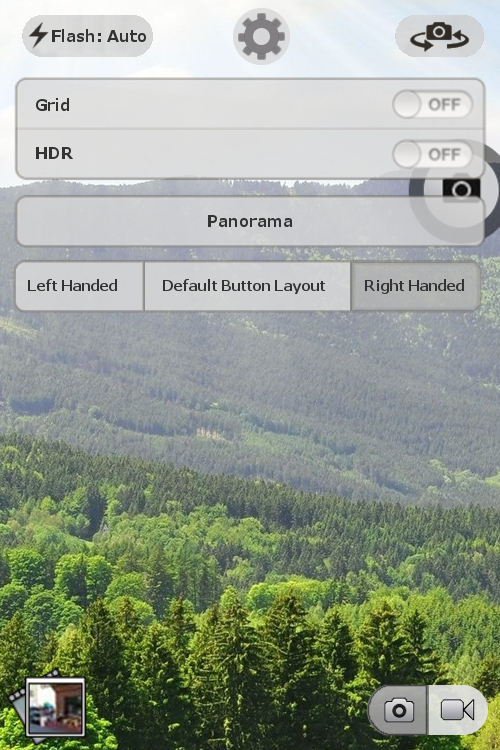 Flash: Auto
Grid
OFF
HDR
OFF
Panorama
Left Handed
Default Button Layout
Right Handed